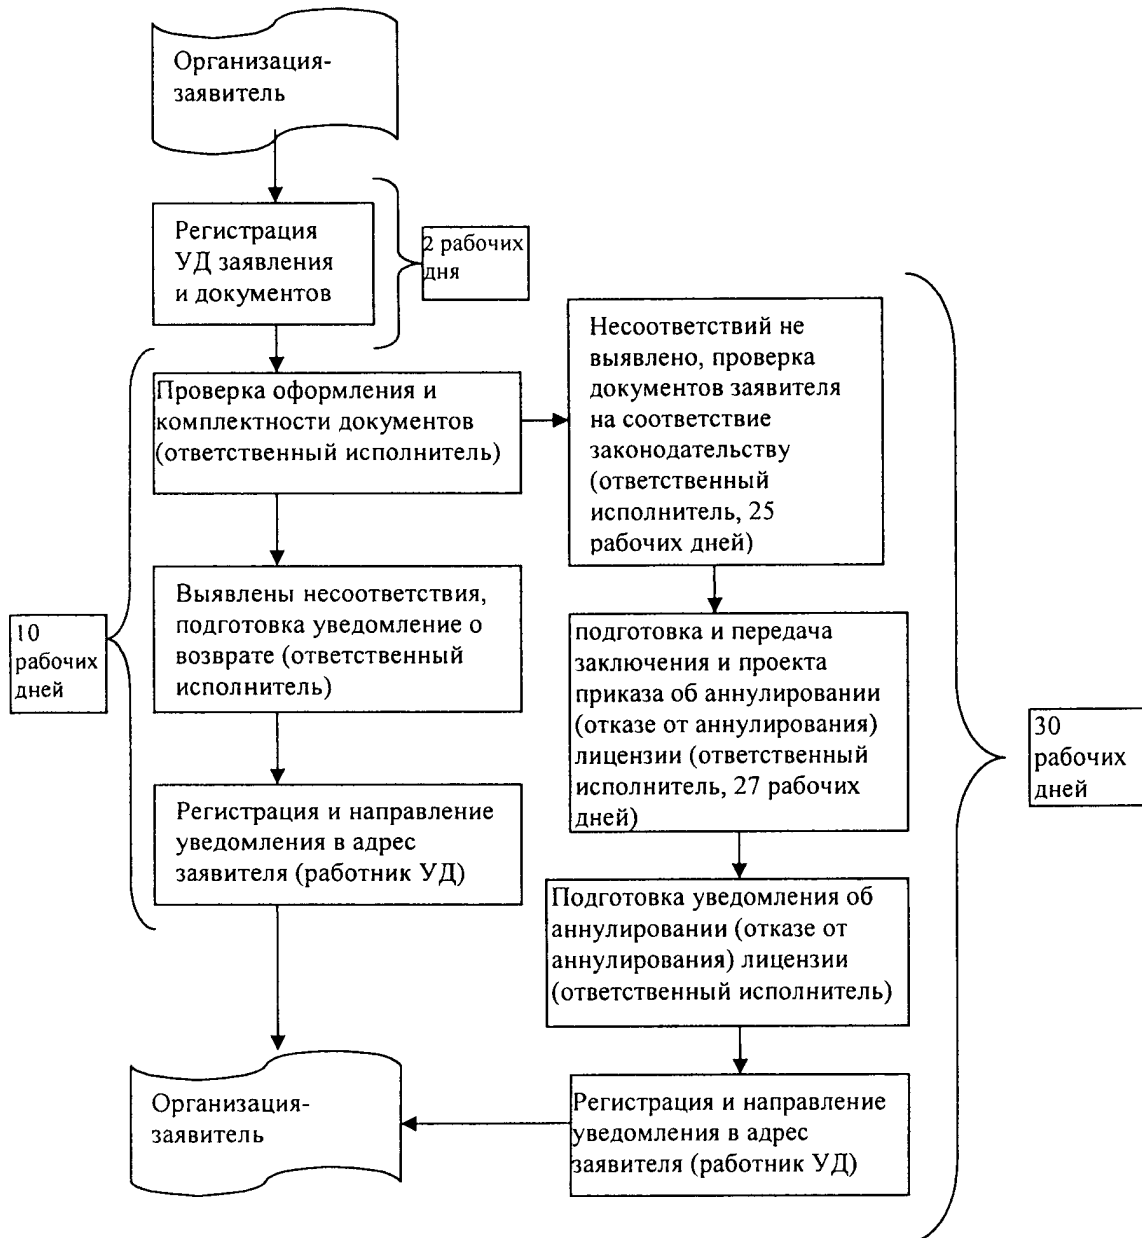 Организация-
заявитель
Регистрация
УД заявления
и документов
2 рабочих
дня
Проверка оформления и
комплектности документов
(ответственный исполнитель)
Несоответствий не
выявлено, проверка
документов заявителя
на соответствие
законодательству
(ответственный
исполнитель, 25
рабочих дней)
Выявлены несоответствия,
подготовка уведомление о
возврате (ответственный
исполнитель)
10
рабочих
дней
подготовка и передача
заключения и проекта
приказа об аннулировании
(отказе от аннулирования)
лицензии (ответственный
исполнитель, 27 рабочих
дней)
30
рабочих
дней
Регистрация и направление
уведомления в адрес
заявителя (работник УД)
Подготовка уведомления об
аннулировании (отказе от
аннулирования) лицензии
(ответственный исполнитель)
Организация-
заявитель
Регистрация и направление
уведомления в адрес
заявителя (работник УД)